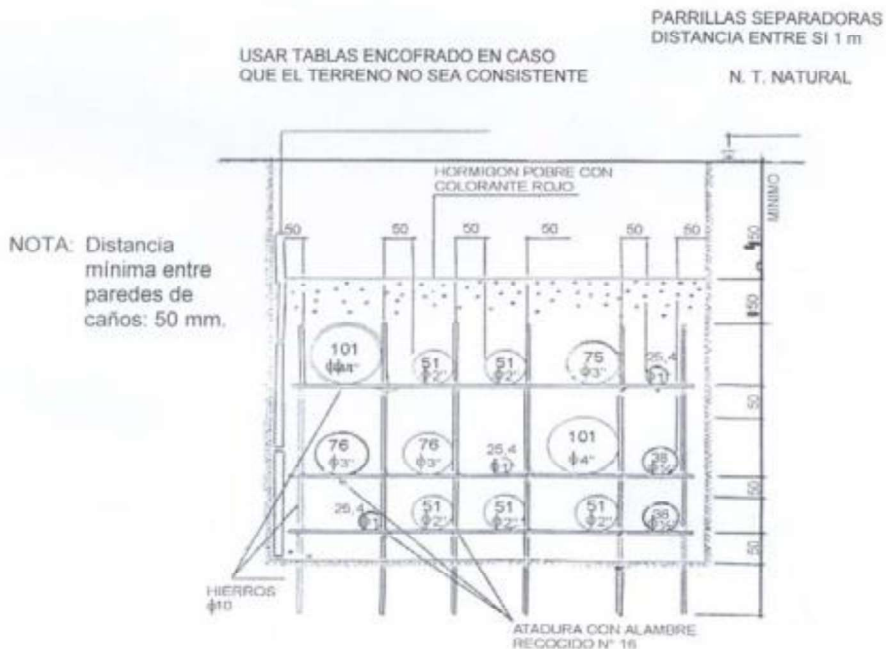 PARRILLAS SEPARADORAS
DISTANCIA ENTRE SI 1 m
USAR TABLAS ENCOFRADO EN CASO
QUE EL TERRENO NO SEA CONSISTENTE
N. T. NATURAL
HORMIGON POBRE CON
COLORANTE ROJO
MINIMO
50 50 50 50 50 50
50
50
NOTA: Distancia
mínima entre
paredes de
caños: 50 mm.
101 51 51 75 25,4
ϕ2" ϕ2" ϕ3" ϕ1
50
76 76 25,4 101 38
ϕ3" ϕ3" ϕ1 ϕ4"
50
25,4 51 51 51 38
ϕ1 ϕ2" ϕ2" ϕ2"
50
HIERROS
ϕ10
ATADURA CON ALAMBRE
RECOCIDO N° 16